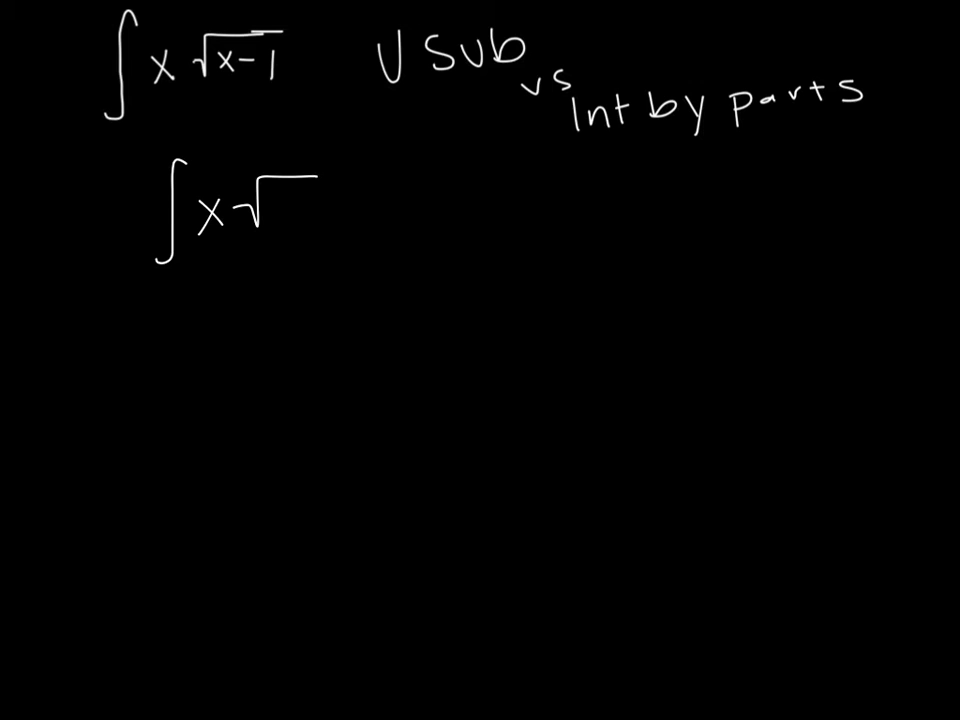 ∫ x √x-1 U Sub vs Int by parts
∫ x √